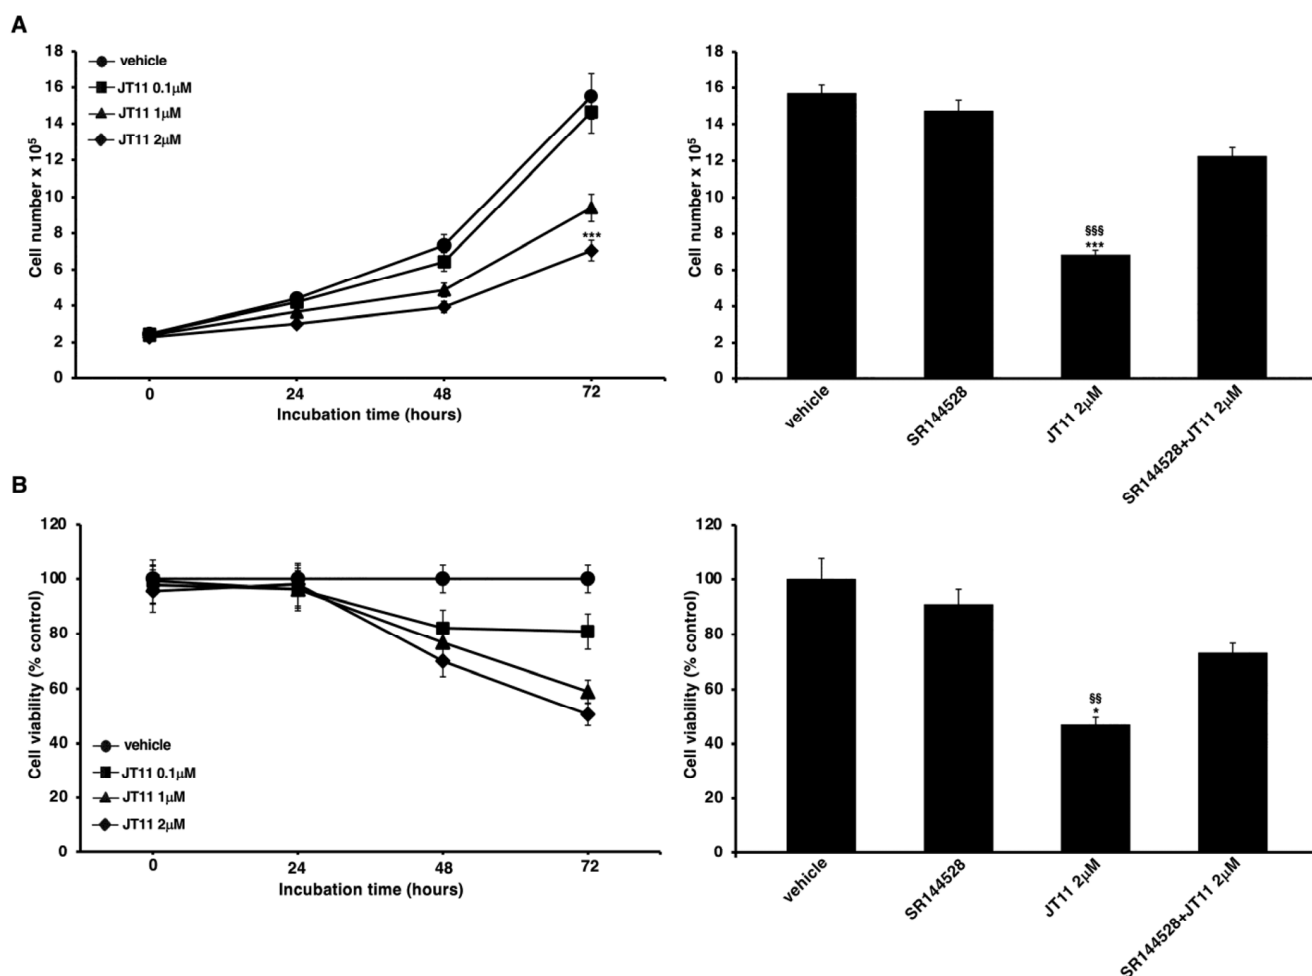 A
18
16
14
12
10
8
6
4
2
0
Cell number x 10⁵
vehicle
JT11 0.1μM
JT11 1μM
JT11 2μM
***
0 24 48 72
Incubation time (hours)
18
16
14
12
10
8
6
4
2
0
Cell number x 10⁵
§§§
***
vehicle
SR144528
JT11 2μM
SR144528+JT11 2μM
B
120
100
80
60
40
20
0
Cell viability (% control)
vehicle
JT11 0.1μM
JT11 1μM
JT11 2μM
0 24 48 72
Incubation time (hours)
120
100
80
60
40
20
0
Cell viability (% control)
§§
*
vehicle
SR144528
JT11 2μM
SR144528+JT11 2μM